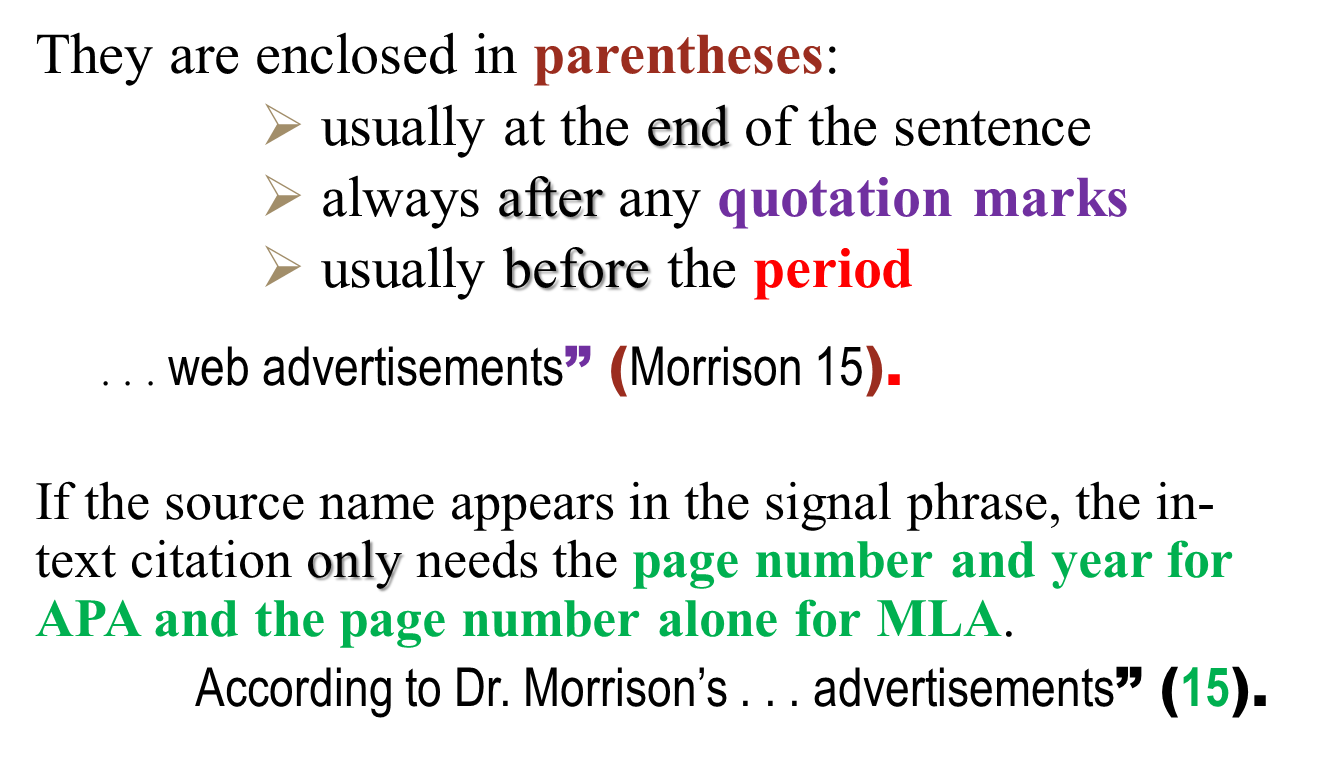 They are enclosed in parentheses:
➢ usually at the end of the sentence
➢ always after any quotation marks
➢ usually before the period
. . . web advertisements” (Morrison 15).
If the source name appears in the signal phrase, the in-
text citation only needs the page number and year for
APA and the page number alone for MLA.
According to Dr. Morrison’s . . . advertisements” (15).